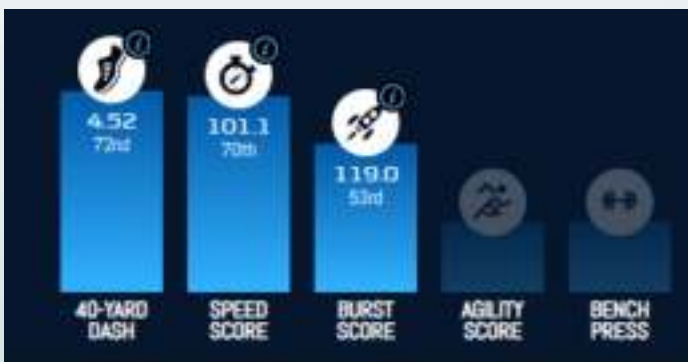 4.52
72nd
101.1
70th
119.0
53rd
40-YARD
DASH
SPEED
SCORE
BURST
SCORE
AGILITY
SCORE
BENCH
PRESS